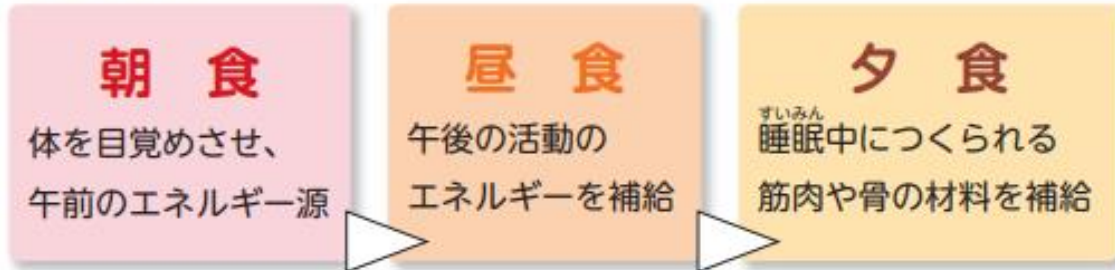 朝 食
体を目覚めさせ、
午前のエネルギー源
昼 食
午後の活動の
エネルギーを補給
夕 食
すいみん
睡眠中につくられる
筋肉や骨の材料を補給